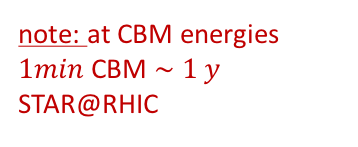 note: at CBM energies
1min CBM ~ 1 y
STAR@RHIC